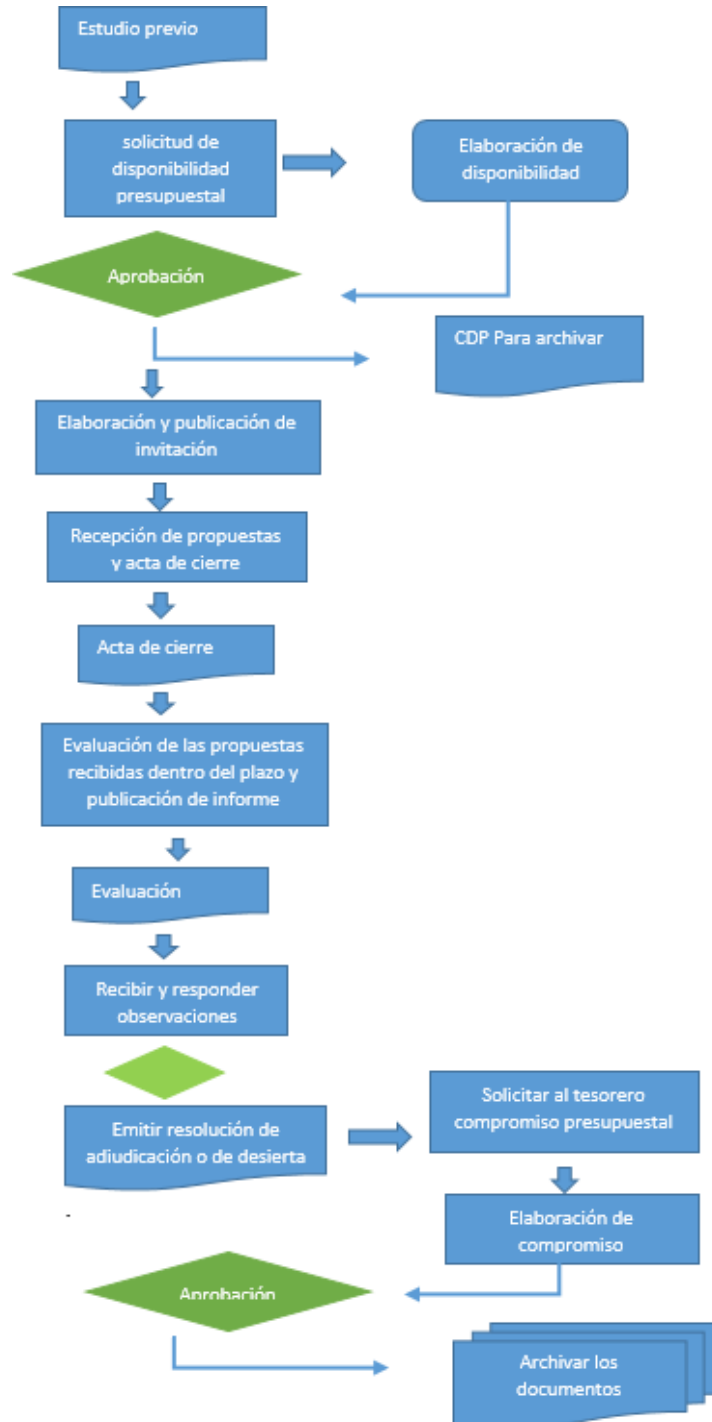 Estudio previo
solicitud de
disponibilidad
presupuestal
Elaboración de
disponibilidad
Aprobación
CDP Para archivar
Elaboración y publicación de
invitación
Recepción de propuestas
y acta de cierre
Acta de cierre
Evaluación de las propuestas
recibidas dentro del plazo y
publicación de informe
Evaluación
Recibir y responder
observaciones
Emitir resolución de
adjudicación o de desierta
Solicitar al tesorero
compromiso presupuestal
Elaboración de
compromiso
Aprobación
Archivar los
documentos